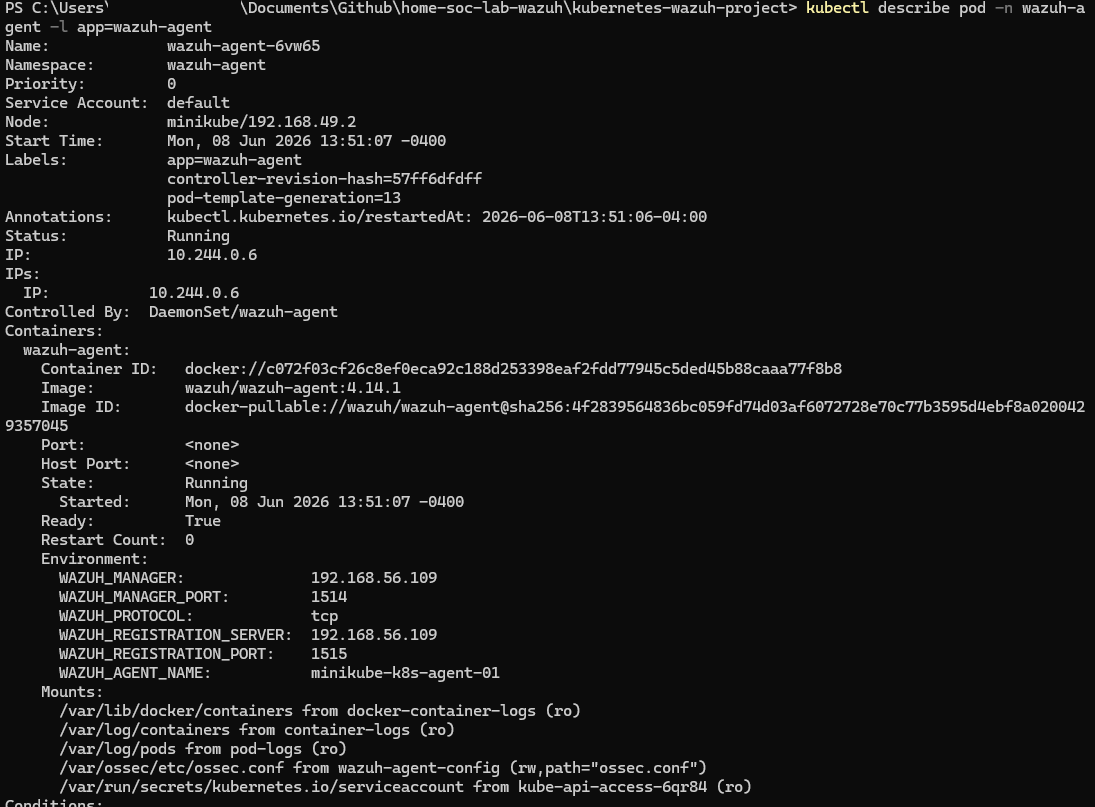 PS C:\Users\                \Documents\Github\home-soc-lab-wazuh\kubernetes-wazuh-project> kubectl describe pod -n wazuh-a
gent -l app=wazuh-agent
Name:             wazuh-agent-6vw65
Namespace:        wazuh-agent
Priority:         0
Service Account:  default
Node:             minikube/192.168.49.2
Start Time:       Mon, 08 Jun 2026 13:51:07 -0400
Labels:           app=wazuh-agent
                  controller-revision-hash=57ff6dfdff
                  pod-template-generation=13
Annotations:      kubectl.kubernetes.io/restartedAt: 2026-06-08T13:51:06-04:00
Status:           Running
IP:               10.244.0.6
IPs:
  IP:           10.244.0.6
Controlled By:  DaemonSet/wazuh-agent
Containers:
  wazuh-agent:
    Container ID:   docker://c072f03cf26c8ef0eca92c188d253398eaf2fdd77945c5ded45b88caaa77f8b8
    Image:          wazuh/wazuh-agent:4.14.1
    Image ID:       docker-pullable://wazuh/wazuh-agent@sha256:4f2839564836bc059fd74d03af6072728e70c77b3595d4ebf8a020042
9357045
    Port:           <none>
    Host Port:      <none>
    State:          Running
      Started:      Mon, 08 Jun 2026 13:51:07 -0400
    Ready:          True
    Restart Count:  0
    Environment:
      WAZUH_MANAGER:              192.168.56.109
      WAZUH_MANAGER_PORT:         1514
      WAZUH_PROTOCOL:             tcp
      WAZUH_REGISTRATION_SERVER:  192.168.56.109
      WAZUH_REGISTRATION_PORT:    1515
      WAZUH_AGENT_NAME:           minikube-k8s-agent-01
    Mounts:
      /var/lib/docker/containers from docker-container-logs (ro)
      /var/log/containers from container-logs (ro)
      /var/log/pods from pod-logs (ro)
      /var/ossec/etc/ossec.conf from wazuh-agent-config (rw,path="ossec.conf")
      /var/run/secrets/kubernetes.io/serviceaccount from kube-api-access-6qr84 (ro)
Conditions: